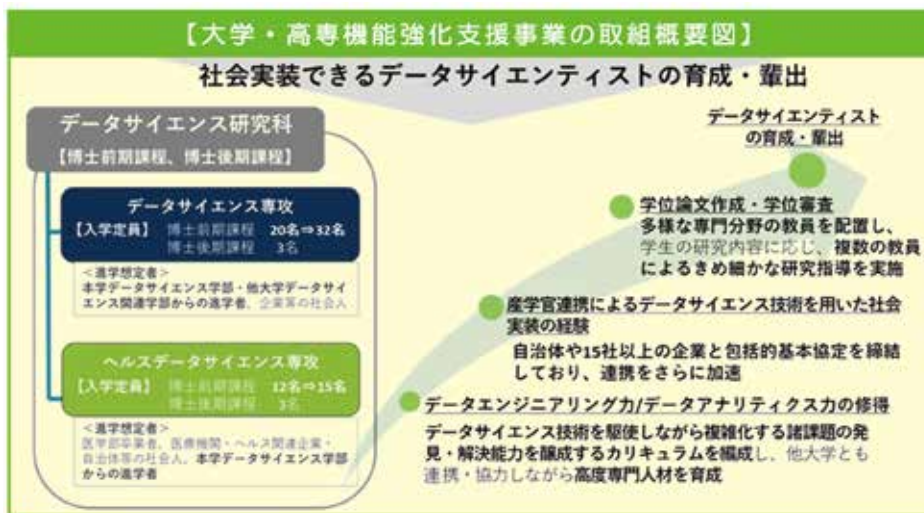 【大学・高専機能強化支援事業の取組概要図】
社会実装できるデータサイエンティストの育成・輩出
データサイエンス研究科
【博士前期課程、博士後期課程】
データサイエンス専攻
【入学定員】 博士前期課程 20名⇒32名
博士後期課程 3名
<進学想定者>
本学データサイエンス学部・他大学データサイ
エンス関連学部からの進学者、企業等の社会人
ヘルスデータサイエンス専攻
【入学定員】 博士前期課程 12名⇒15名
博士後期課程 3名
<進学想定者>
医学部卒業者、医療機関・ヘルス関連企業・
自治体等の社会人、本学データサイエンス学部
からの進学者
データサイエンティスト
の育成・輩出
学位論文作成・学位審査
多様な専門分野の教員を配置し、
学生の研究内容に応じ、複数の教員
によるきめ細かな研究指導を実施
産学官連携によるデータサイエンス技術を用いた社会
実装の経験
自治体や15社以上の企業と包括的基本協定を締結
しており、連携をさらに加速
データエンジニアリング力/データアナリティクス力の修得
データサイエンス技術を駆使しながら複雑化する諸課題の発
見・解決能力を醸成するカリキュラムを編成し、他大学とも
連携・協力しながら高度専門人材を育成